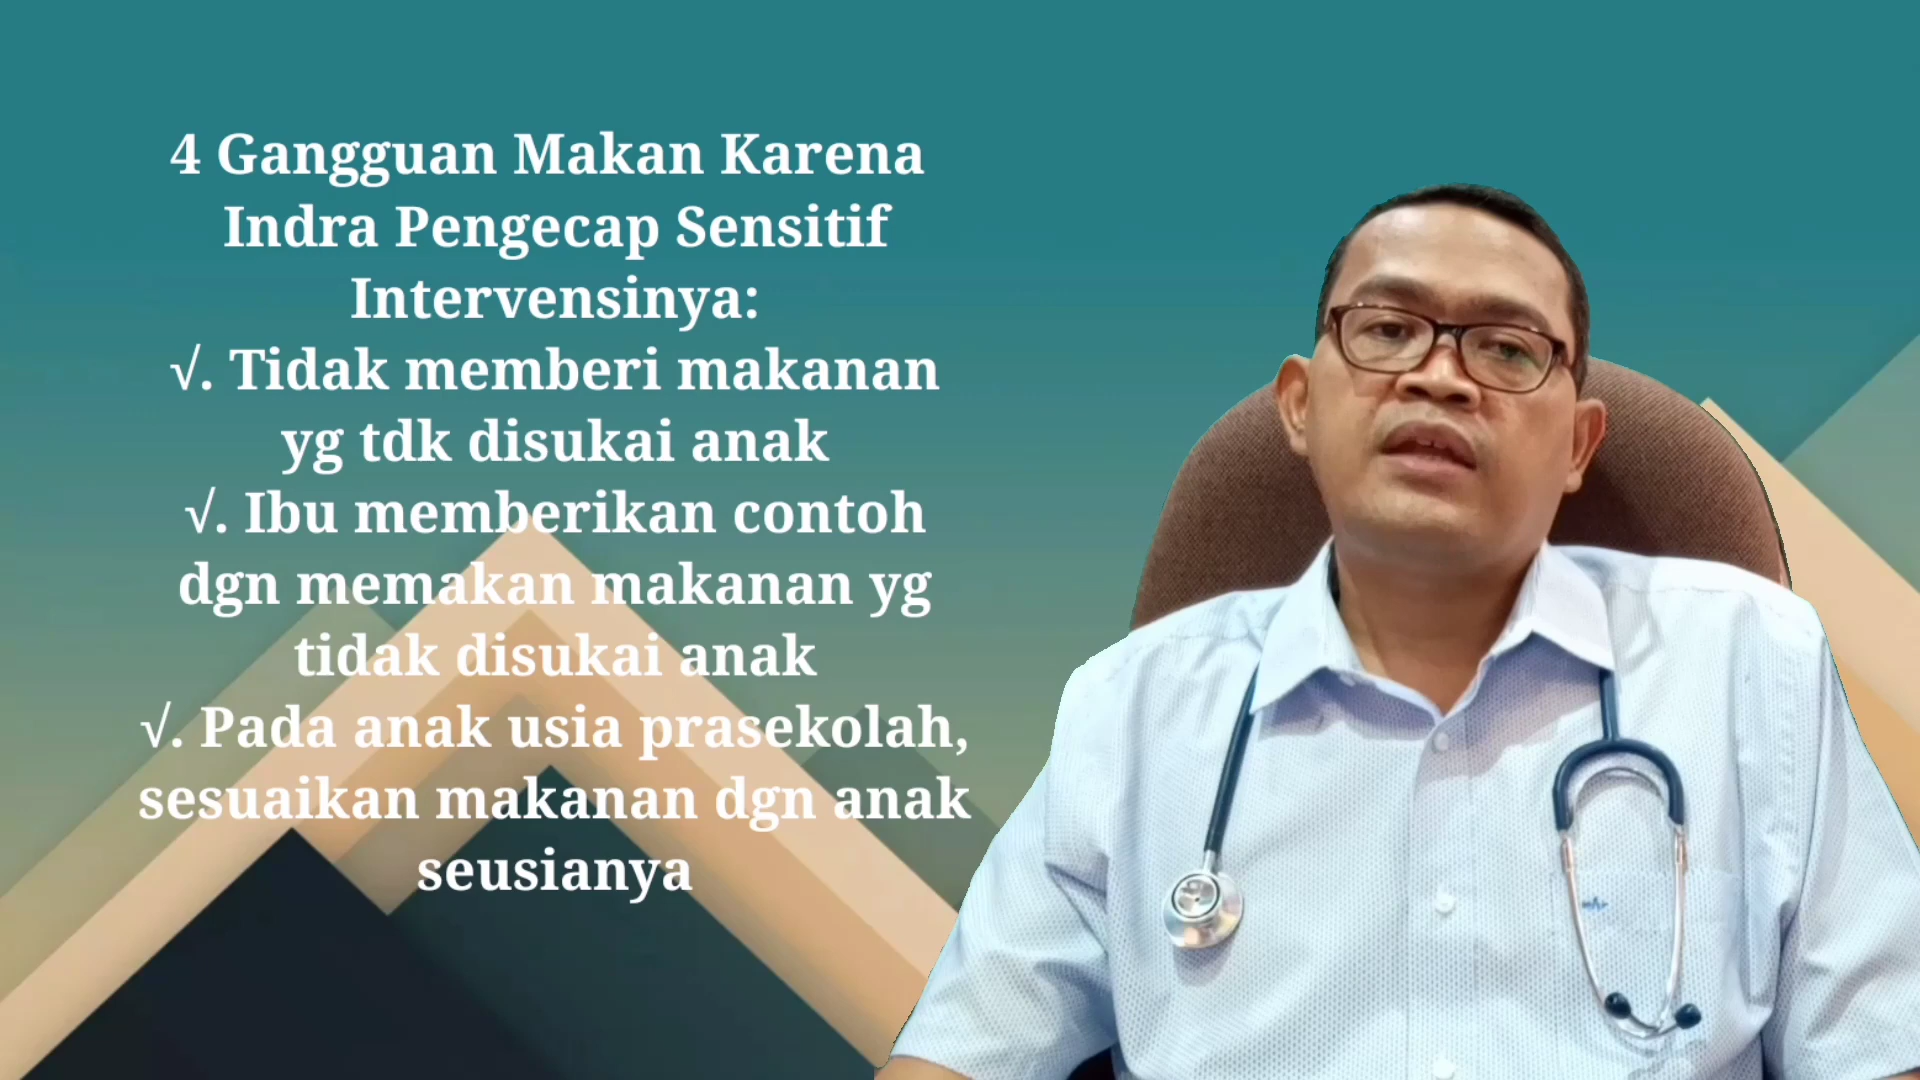 4 Gangguan Makan Karena
Indra Pengecap Sensitif
Intervensinya:
√. Tidak memberi makanan
yg tdk disukai anak
√. Ibu memberikan contoh
dgn memakan makanan yg
tidak disukai anak
√. Pada anak usia prasekolah,
sesuaikan makanan dgn anak
seusianya